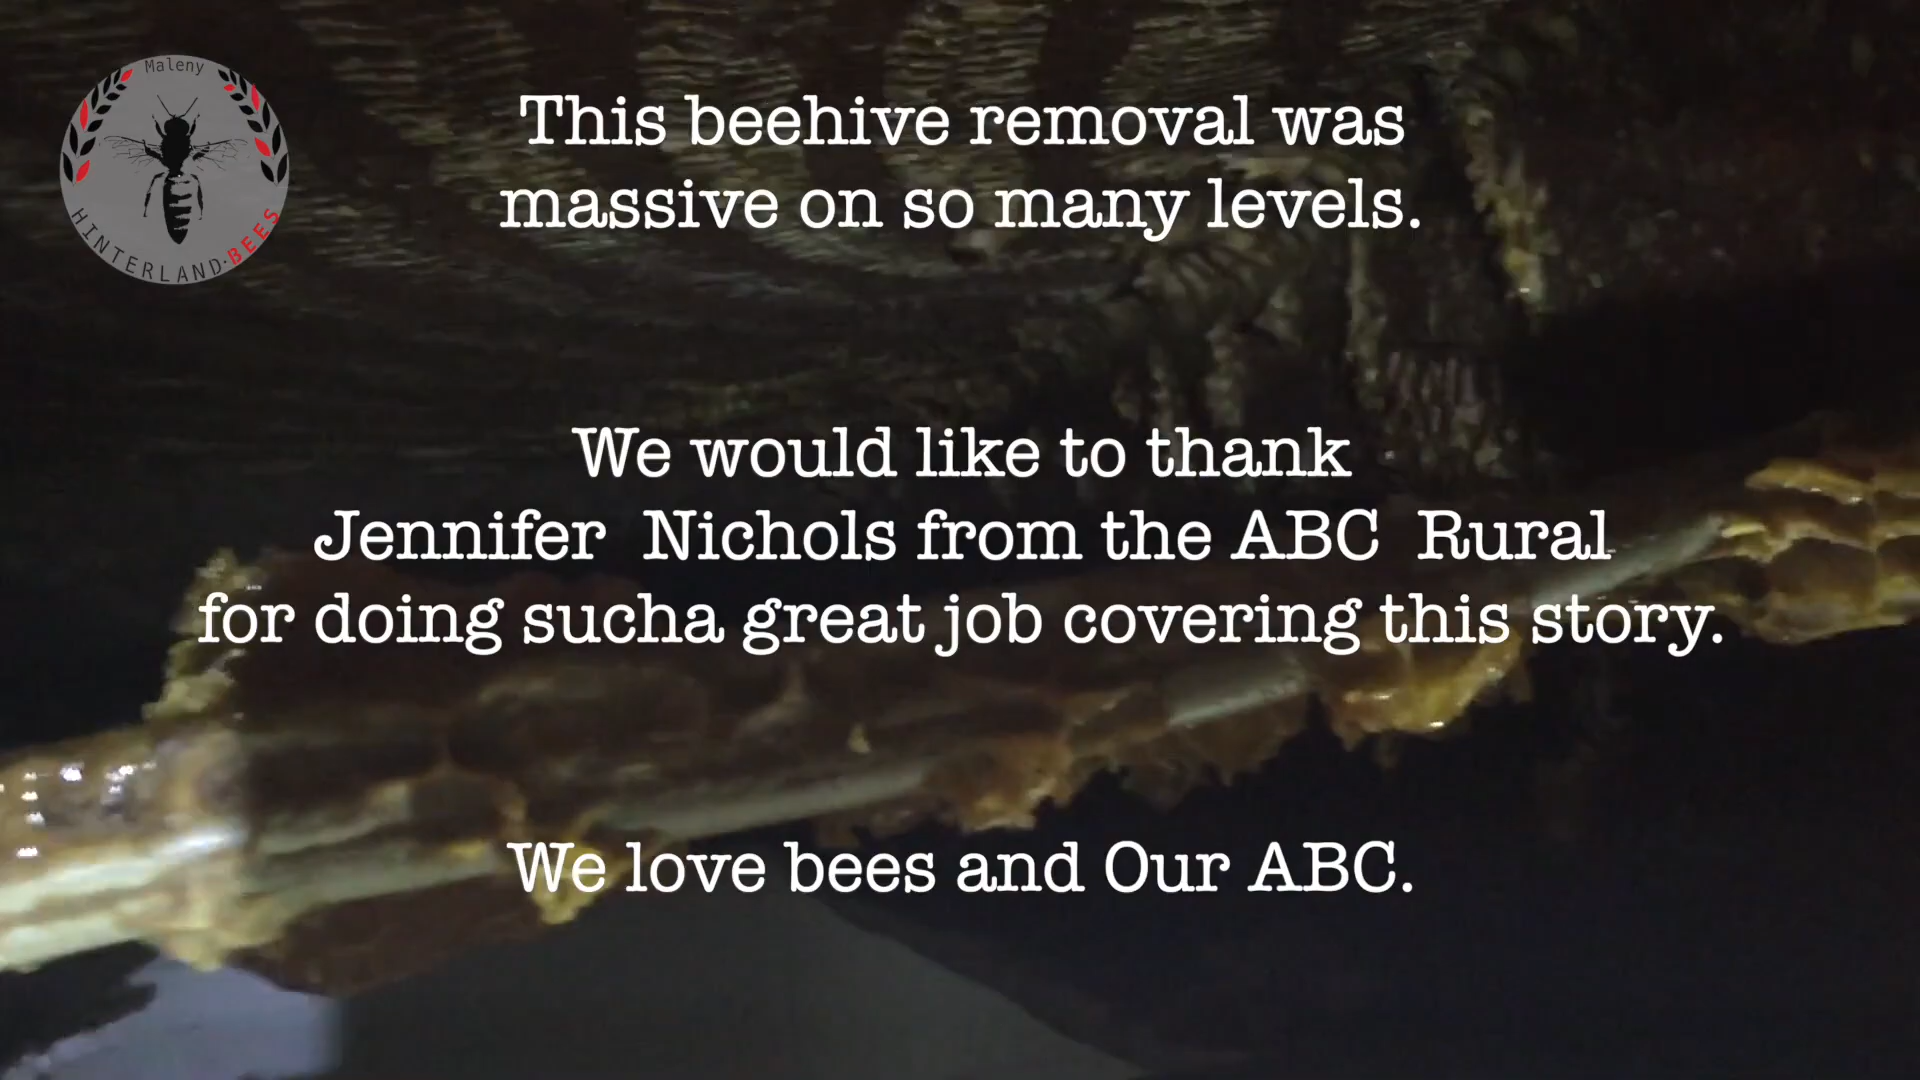 Maleny
HINTERLAND·BEES
This beehive removal was
massive on so many levels.
We would like to thank
Jennifer  Nichols from the ABC  Rural
for doing sucha great job covering this story.
We love bees and Our ABC.